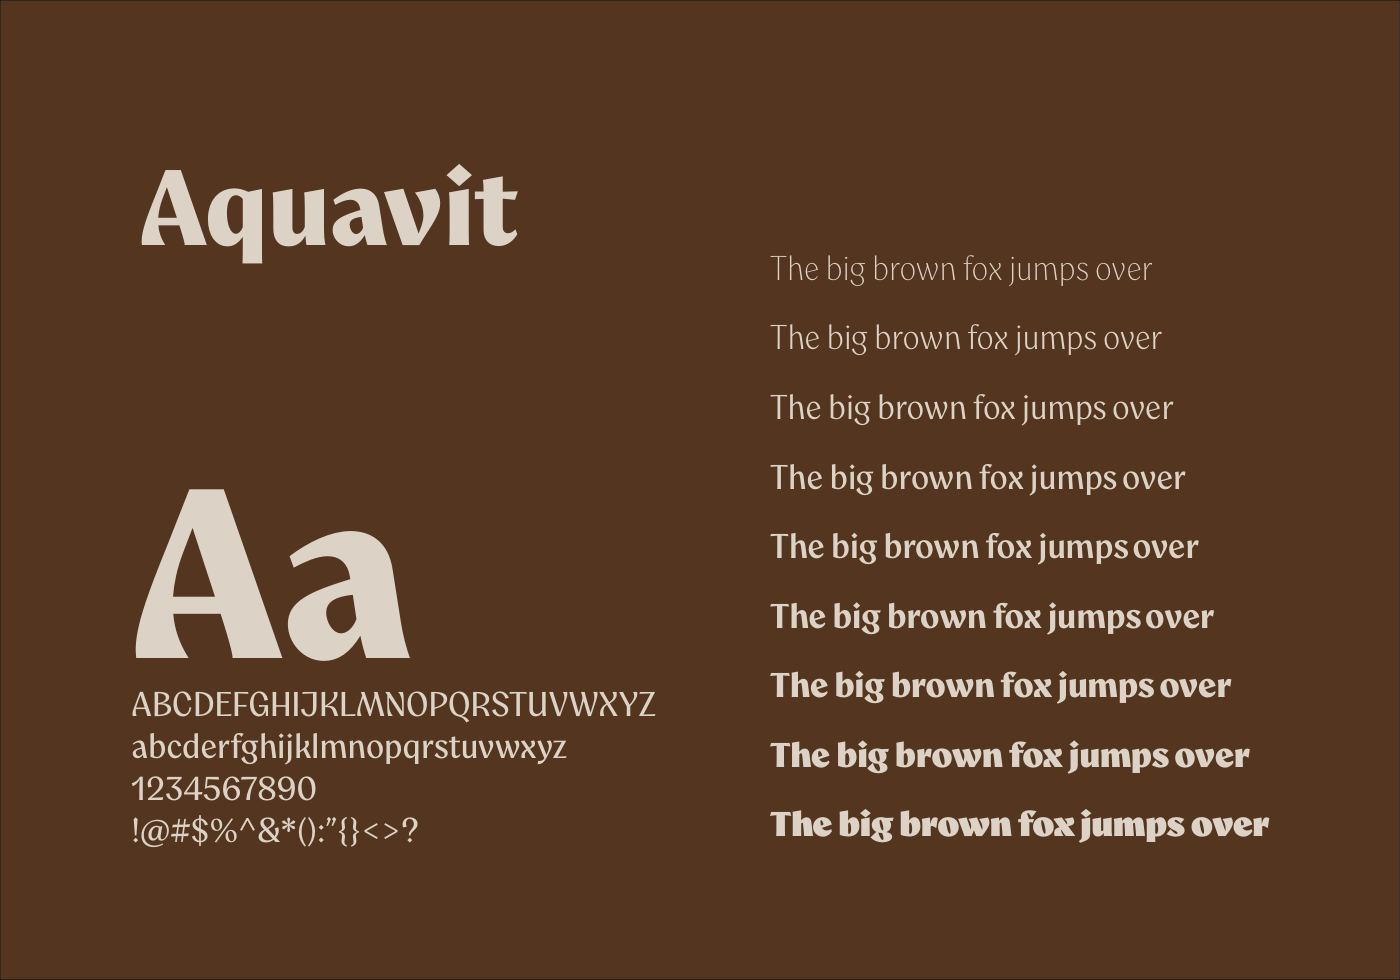 Aquavit
Aa
ABCDEFGHIJKLMNOPQRSTUVWXYZ
abcderfghijklmnopqrstuvwxyz
1234567890
!@#$%^&*():"{}<>?
The big brown fox jumps over
The big brown fox jumps over
The big brown fox jumps over
The big brown fox jumps over
The big brown fox jumps over
The big brown fox jumps over
The big brown fox jumps over
The big brown fox jumps over
The big brown fox jumps over